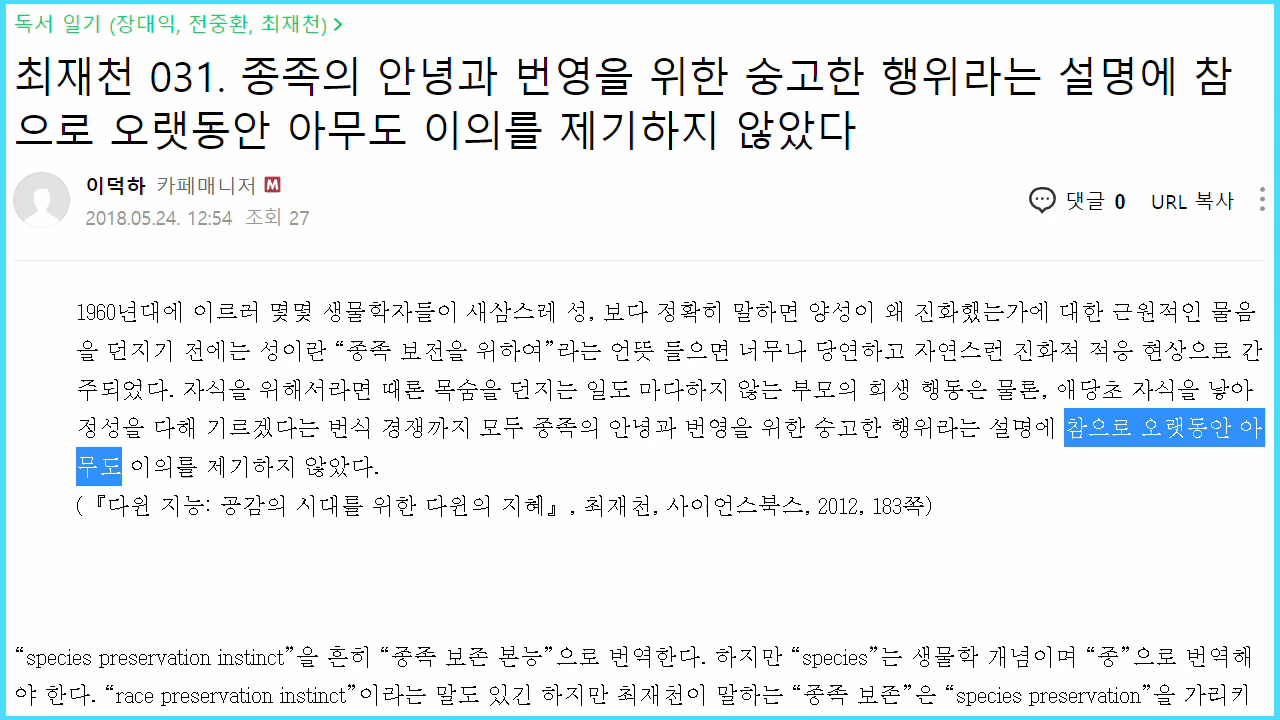 독서 일기 (장대익, 전중환, 최재천) >
최재천 031. 종족의 안녕과 번영을 위한 숭고한 행위라는 설명에 참
으로 오랫동안 아무도 이의를 제기하지 않았다
이덕하 카페매니저 M
2018.05.24. 12:54 조회 27
댓글 0 URL 복사
1960년대에 이르러 몇몇 생물학자들이 새삼스레 성, 보다 정확히 말하면 양성이 왜 진화했는가에 대한 근원적인 물음
을 던지기 전에는 성이란 “종족 보전을 위하여”라는 언뜻 들으면 너무나 당연하고 자연스런 진화적 적응 현상으로 간
주되었다. 자식을 위해서라면 때론 목숨을 던지는 일도 마다하지 않는 부모의 희생 행동은 물론, 애당초 자식을 낳아
정성을 다해 기르겠다는 번식 경쟁까지 모두 종족의 안녕과 번영을 위한 숭고한 행위라는 설명에 참으로 오랫동안 아
무도 이의를 제기하지 않았다.
(『다윈 지능: 공감의 시대를 위한 다윈의 지혜』, 최재천, 사이언스북스, 2012, 183쪽)
“species preservation instinct”을 흔히 “종족 보존 본능”으로 번역한다. 하지만 “species”는 생물학 개념이며 “종”으로 번역해
야 한다. “race preservation instinct”이라는 말도 있긴 하지만 최재천이 말하는 “종족 보존”은 “species preservation”을 가리키